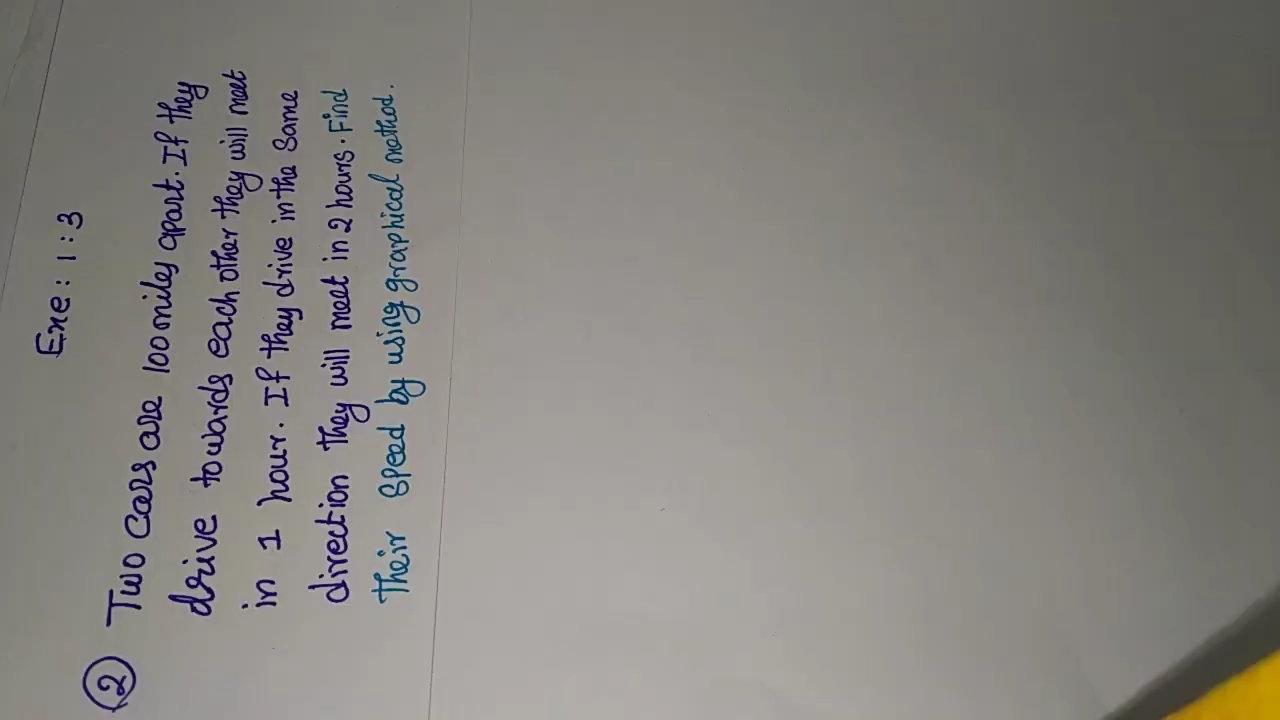 Exe: 1:3
② Two Cars are 100 miles apart. If they
drive towards each other they will meet
in 1 hour. If they drive in the same
direction they will meet in 2 hours. Find
their speed by using graphical method.